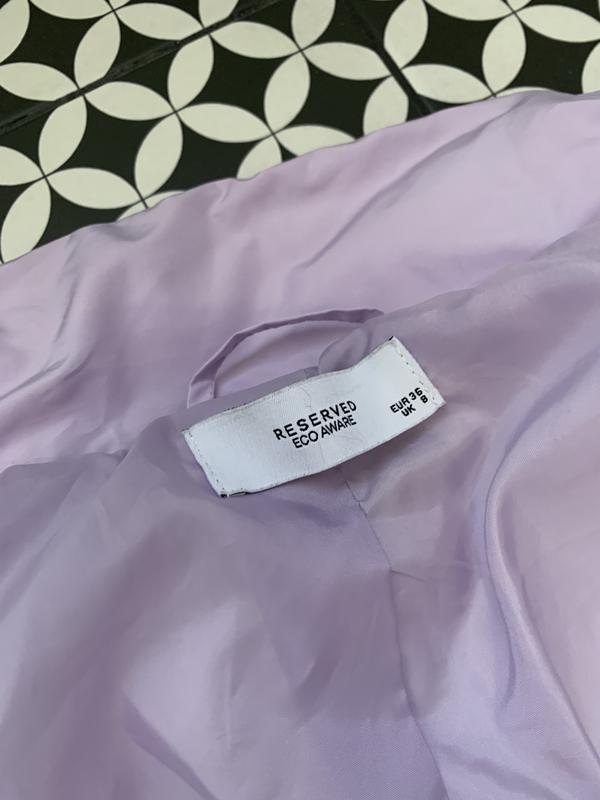 RESERVED
ECO AWARE
EUR 36
UK 8